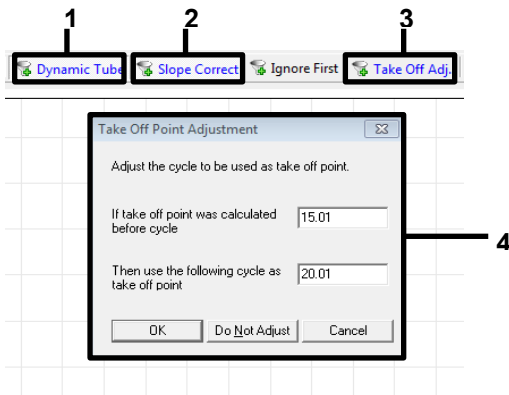 1 2 3
Dynamic Tube Slope Correct Ignore First Take Off Adj.
Take Off Point Adjustment
Adjust the cycle to be used as take off point.
If take off point was calculated
before cycle
15.01
4
Then use the following cycle as
take off point
20.01
OK Do Not Adjust Cancel